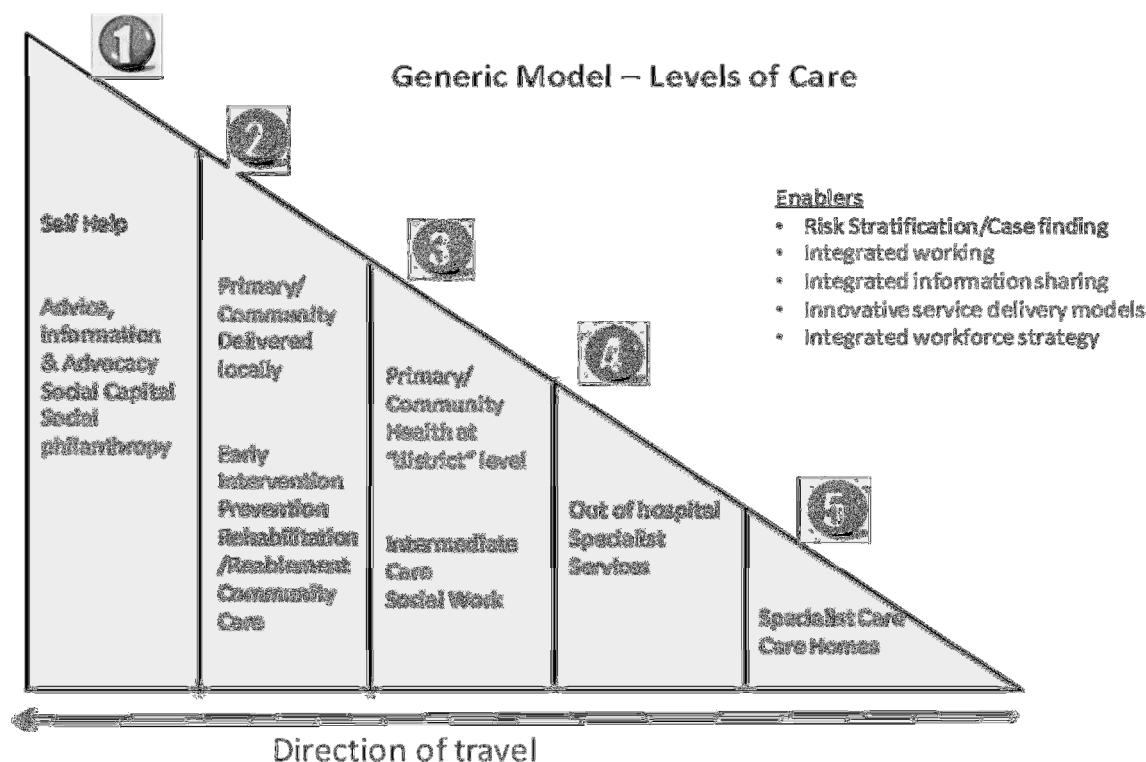 1
Generic Model – Levels of Care
2
Enablers
• Risk Stratification/Case finding
• Integrated working
• Integrated information sharing
• Innovative service delivery models
• Integrated workforce strategy
3
4
5
Self Help
Advice,
Information
& Advocacy
Social Capital
Social
philanthropy
Primary/
Community
Delivered
locally
Early
Intervention
Prevention
Rehabilitation
/Reablement
Community
Care
Primary/
Community
Health at
"District" level
Intermediate
Care
Social Work
Out of hospital
Specialist
Services
Specialist Care
Care Homes
Direction of travel